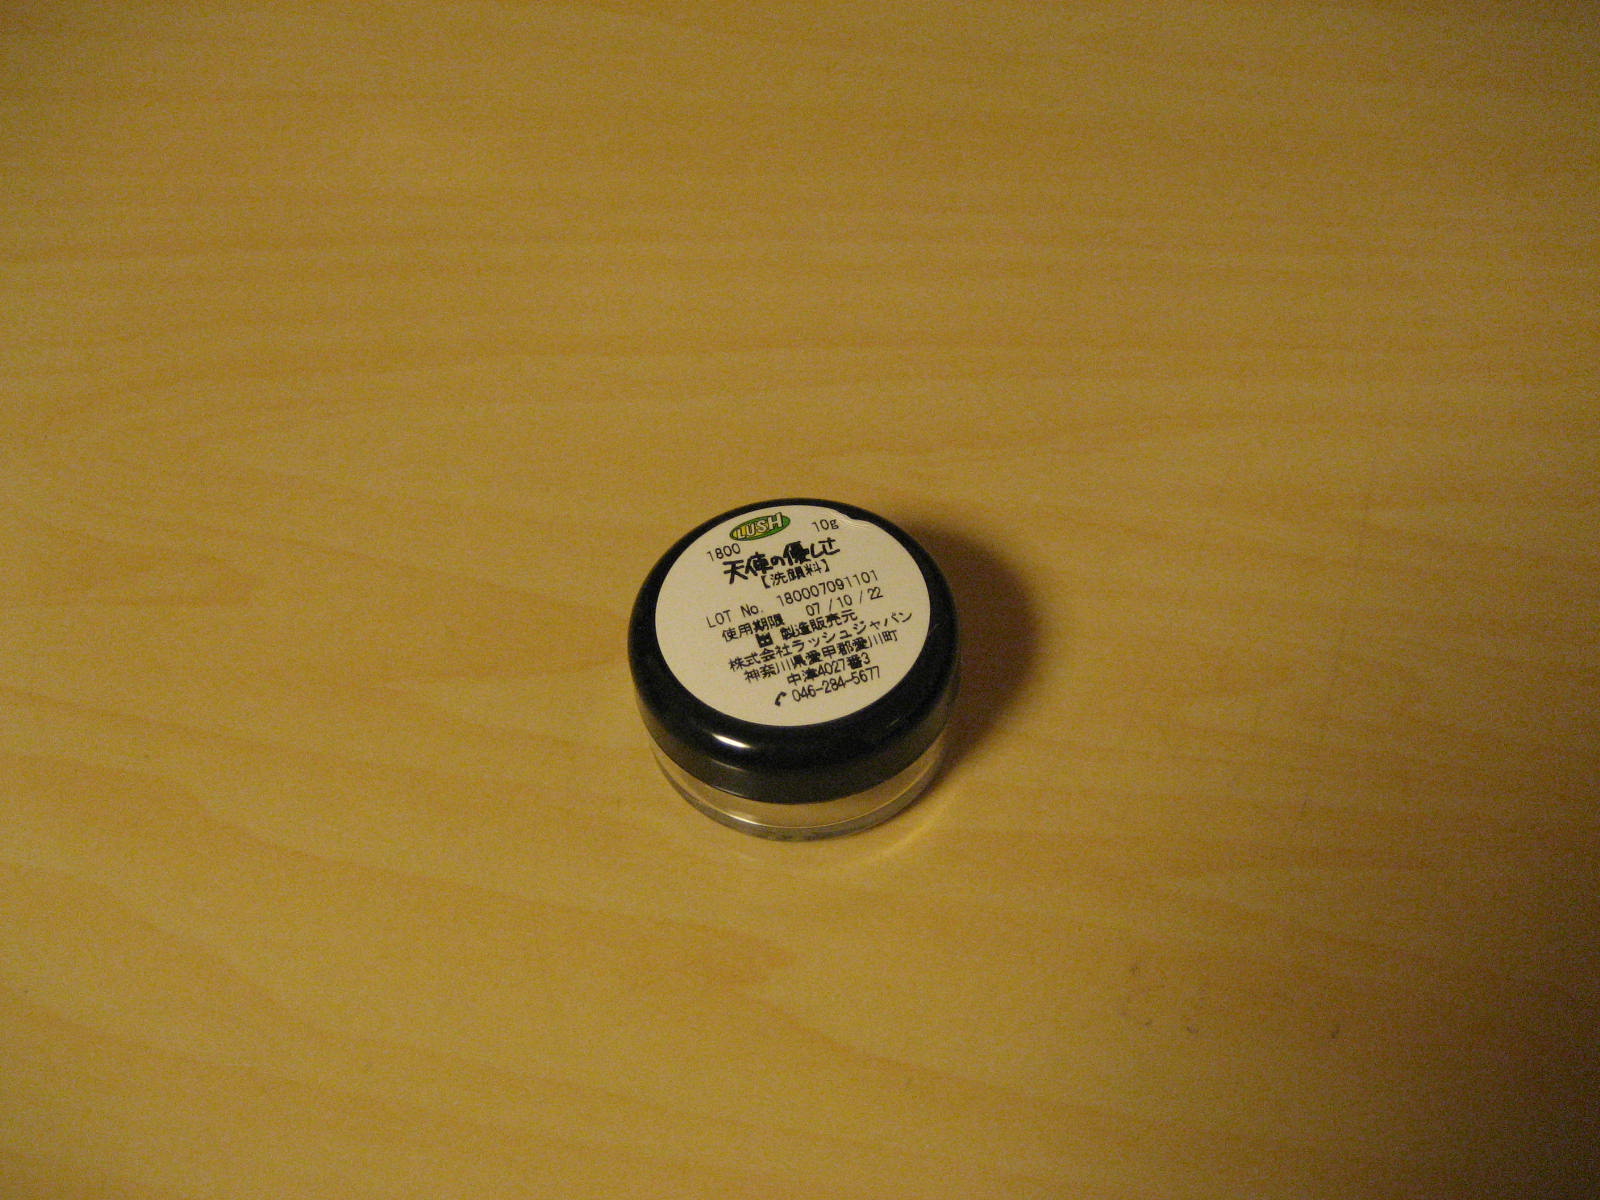 LUSH
1800 10g
天使の優しさ
【洗顔料】
LOT No. 180007091101
使用期限 07/10/22
製造販売元
株式会社ラッシュジャパン
神奈川県愛甲郡愛川町
中津4027番3
046-284-5677